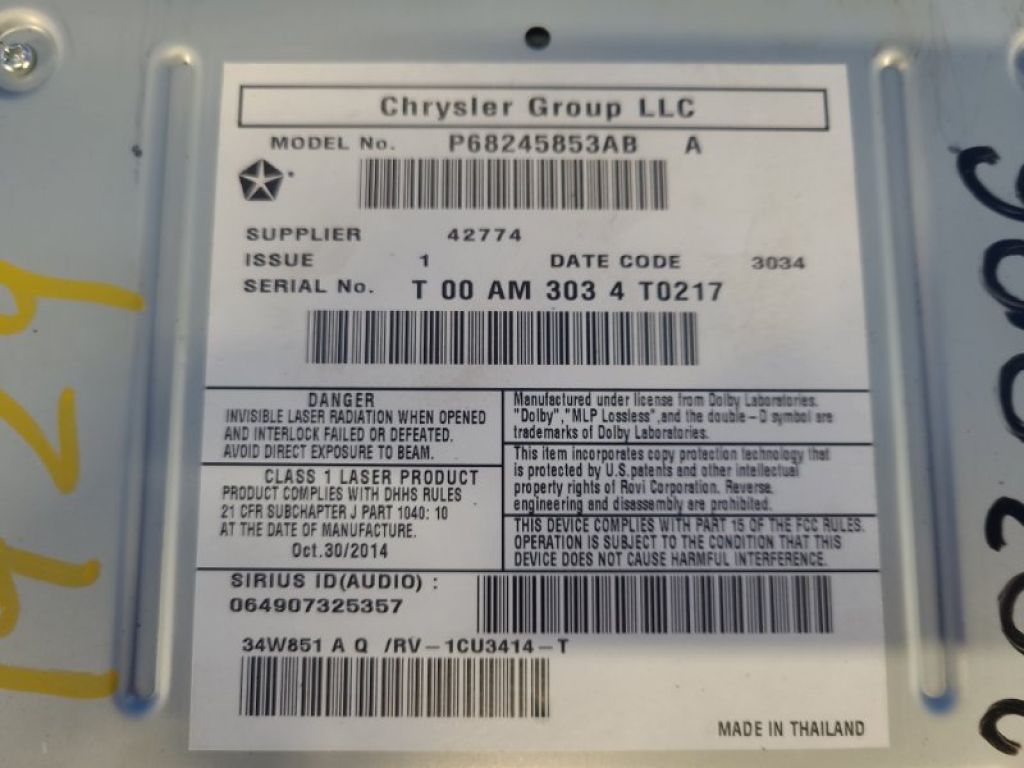 Chrysler Group LLC
MODEL No. P68245853AB A
SUPPLIER 42774
ISSUE 1 DATE CODE 3034
SERIAL No. T 00 AM 303 4 T0217
DANGER
INVISIBLE LASER RADIATION WHEN OPENED
AND INTERLOCK FAILED OR DEFEATED.
AVOID DIRECT EXPOSURE TO BEAM.
CLASS 1 LASER PRODUCT
PRODUCT COMPLIES WITH DHHS RULES
21 CFR SUBCHAPTER J PART 1040: 10
AT THE DATE OF MANUFACTURE.
Oct.30/2014
Manufactured under license from Dolby Laboratories.
"Dolby","MLP Lossless",and the double-D symbol are
trademarks of Dolby Laboratories.
This item incorporates copy protection technology that
is protected by U.S.patents and other intellectual
property rights of Rovi Corporation. Reverse
engineering and disassembly are prohibited.
THIS DEVICE COMPLIES WITH PART 15 OF THE FCC RULES.
OPERATION IS SUBJECT TO THE CONDITION THAT THIS
DEVICE DOES NOT CAUSE HARMFUL INTERFERENCE.
SIRIUS ID(AUDIO) :
064907325357
34W851 A Q /RV-1CU3414-T
MADE IN THAILAND